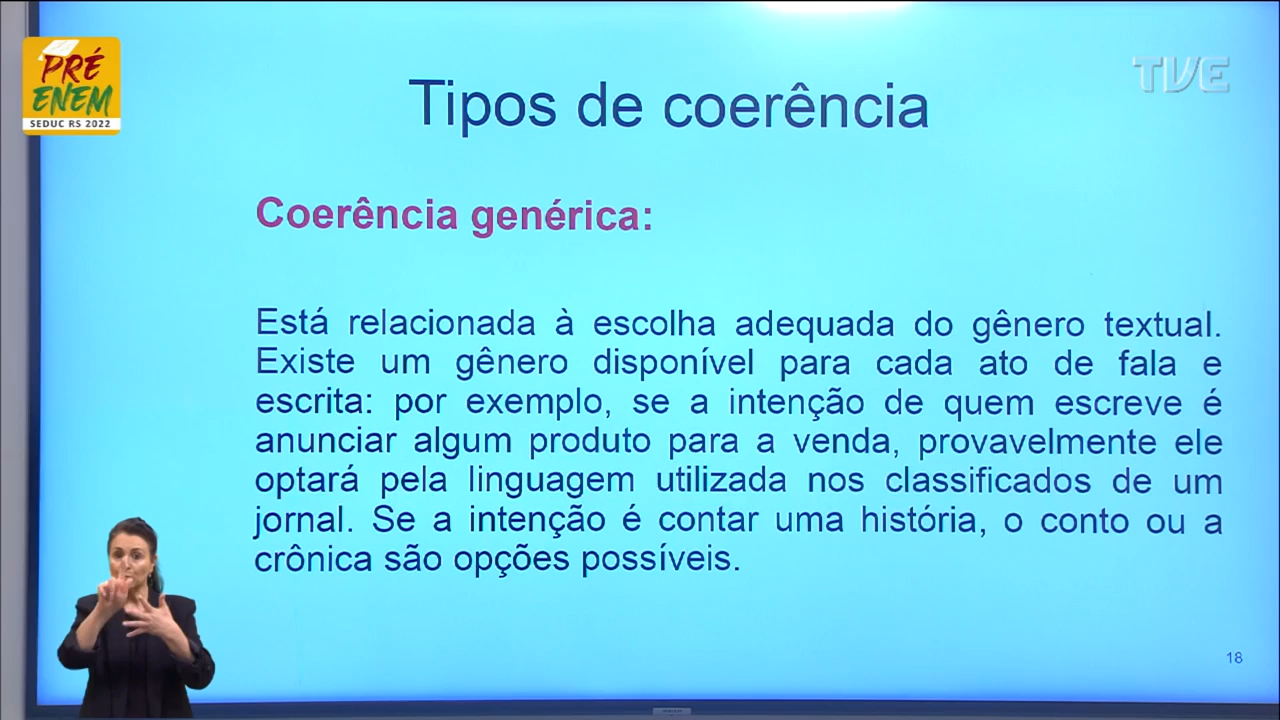 PRÉ
ENEM
SEDUC RS 2022
TVE
Tipos de coerência
Coerência genérica:
Está relacionada à escolha adequada do gênero textual.
Existe um gênero disponível para cada ato de fala e
escrita: por exemplo, se a intenção de quem escreve é
anunciar algum produto para a venda, provavelmente ele
optará pela linguagem utilizada nos classificados de um
jornal. Se a intenção é contar uma história, o conto ou a
crônica são opções possíveis.
18